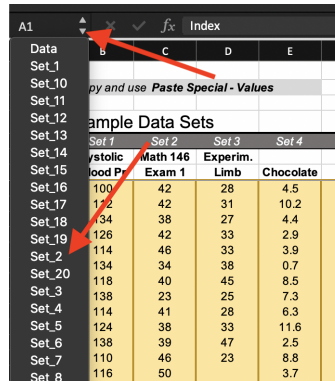 A1 fx Index
Data
Set_1
Set_10
Set_11
Set_12
Set_13
Set_14
Set_15
Set_16
Set_17
Set_18
Set_19
Set_2
Set_20
Set_3
Set_4
Set_5
Set_6
Set_7
Set_8
B C D E
py and use Paste Special - Values
ample Data Sets
Set 1 Set 2 Set 3 Set 4
ystolic Math 146 Experim.
lood Pr Exam 1 Limb Chocolate
100 42 28 4.5
112 42 31 10.2
134 38 27 4.4
126 42 33 2.9
114 46 33 3.9
134 34 38 0.7
118 40 45 8.5
138 23 25 7.3
114 41 28 6.3
124 38 33 11.6
138 39 47 2.5
110 46 23 8.8
116 50 3.7